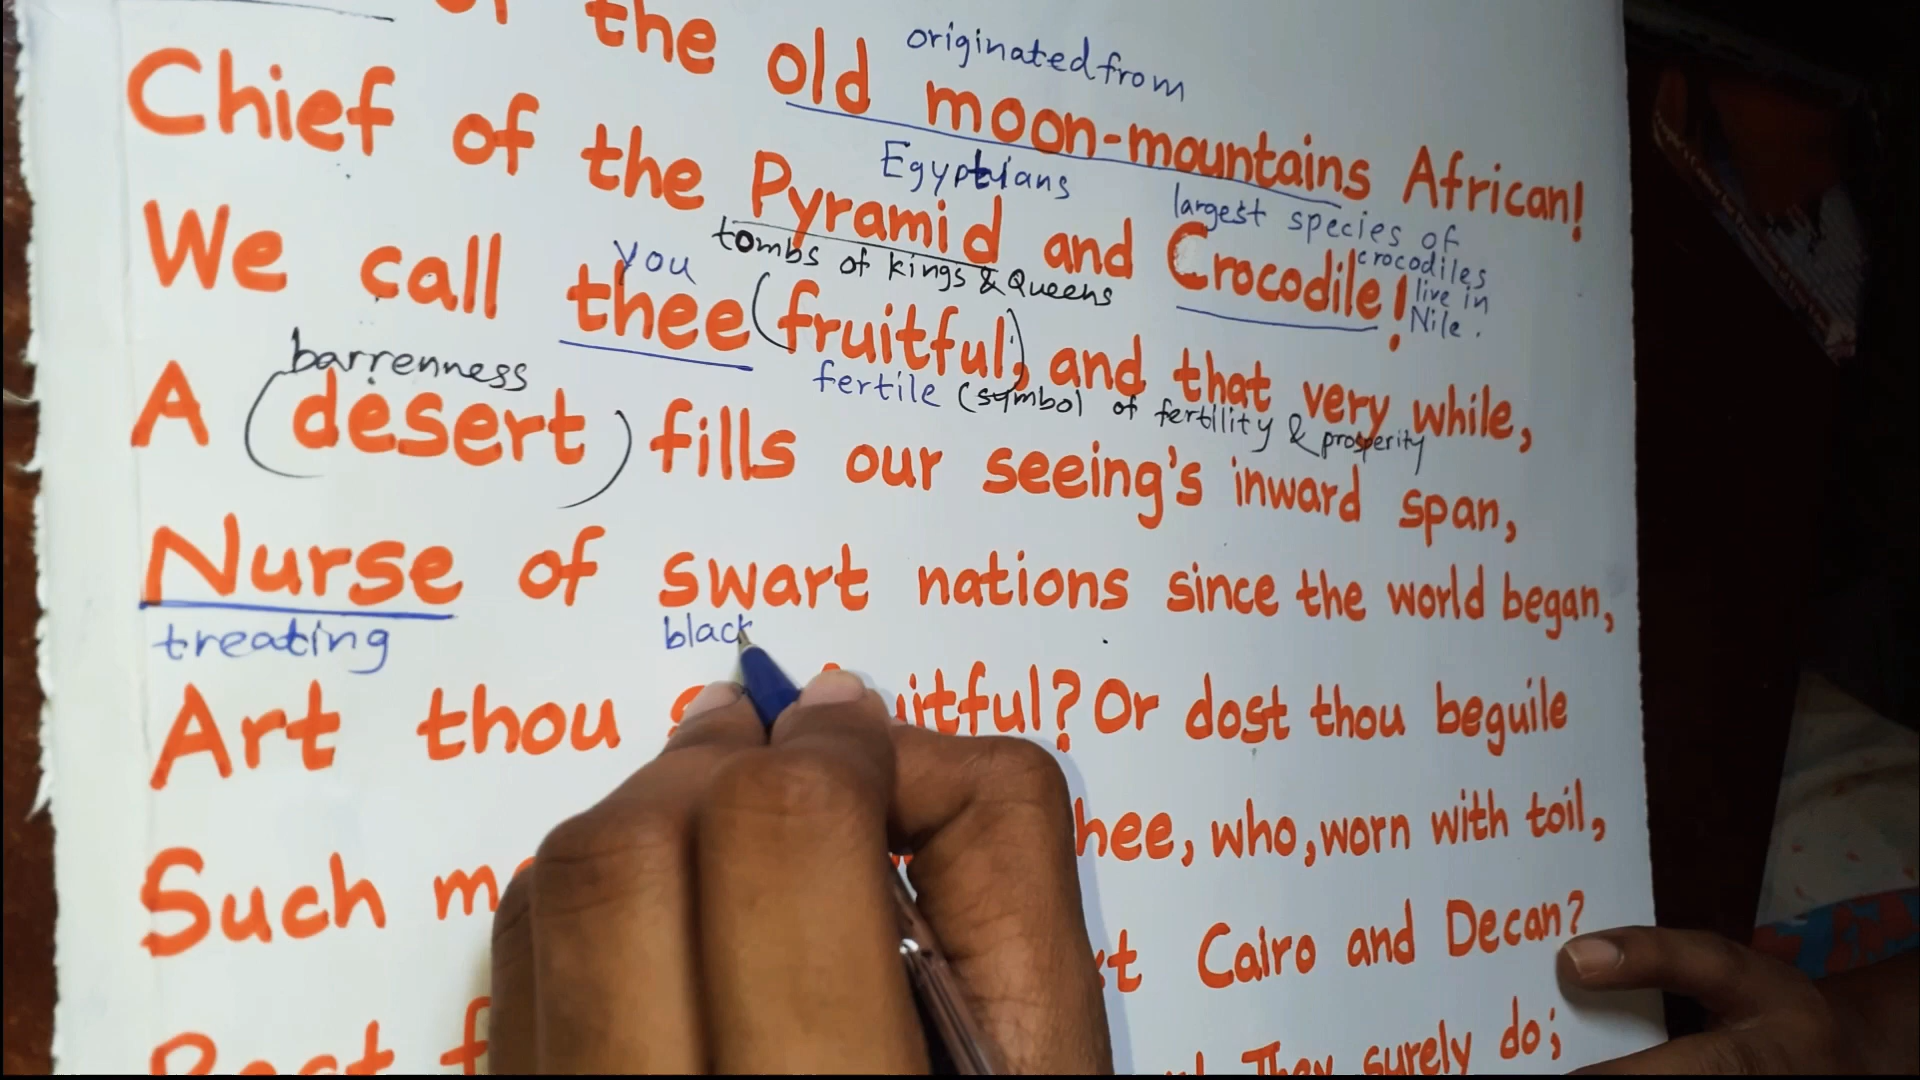 of the old moon-mountains African!
originated from
Chief of the Pyramid and Crocodile!
Egyptians
largest species of
crocodiles
live in
Nile.
tombs of kings & Queens
you
We call thee (fruitful,) and that very while,
fertile (symbol of fertility & prosperity
barrenness
A (desert) fills our seeing's inward span,
Nurse of swart nations since the world began,
treating
black
Art thou fruitful? Or dost thou beguile
Such hee, who, worn with toil,
Cairo and Decan?
They surely do;